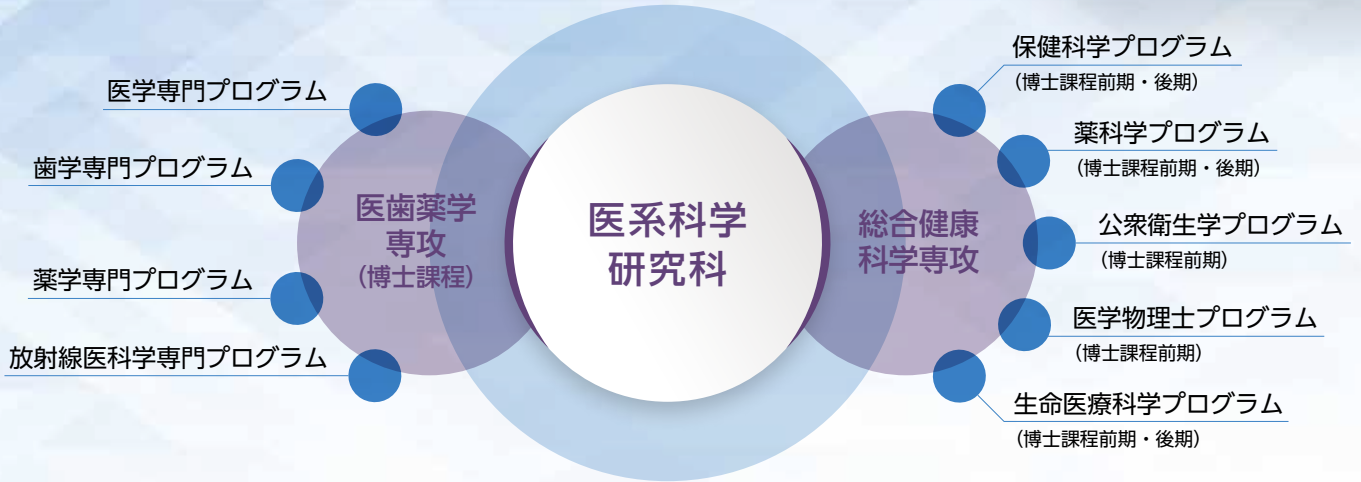 医学専門プログラム
歯学専門プログラム
薬学専門プログラム
放射線医科学専門プログラム
医歯薬学
専攻
(博士課程)
医系科学
研究科
総合健康
科学専攻
保健科学プログラム
(博士課程前期・後期)
薬科学プログラム
(博士課程前期・後期)
公衆衛生学プログラム
(博士課程前期)
医学物理士プログラム
(博士課程前期)
生命医療科学プログラム
(博士課程前期・後期)